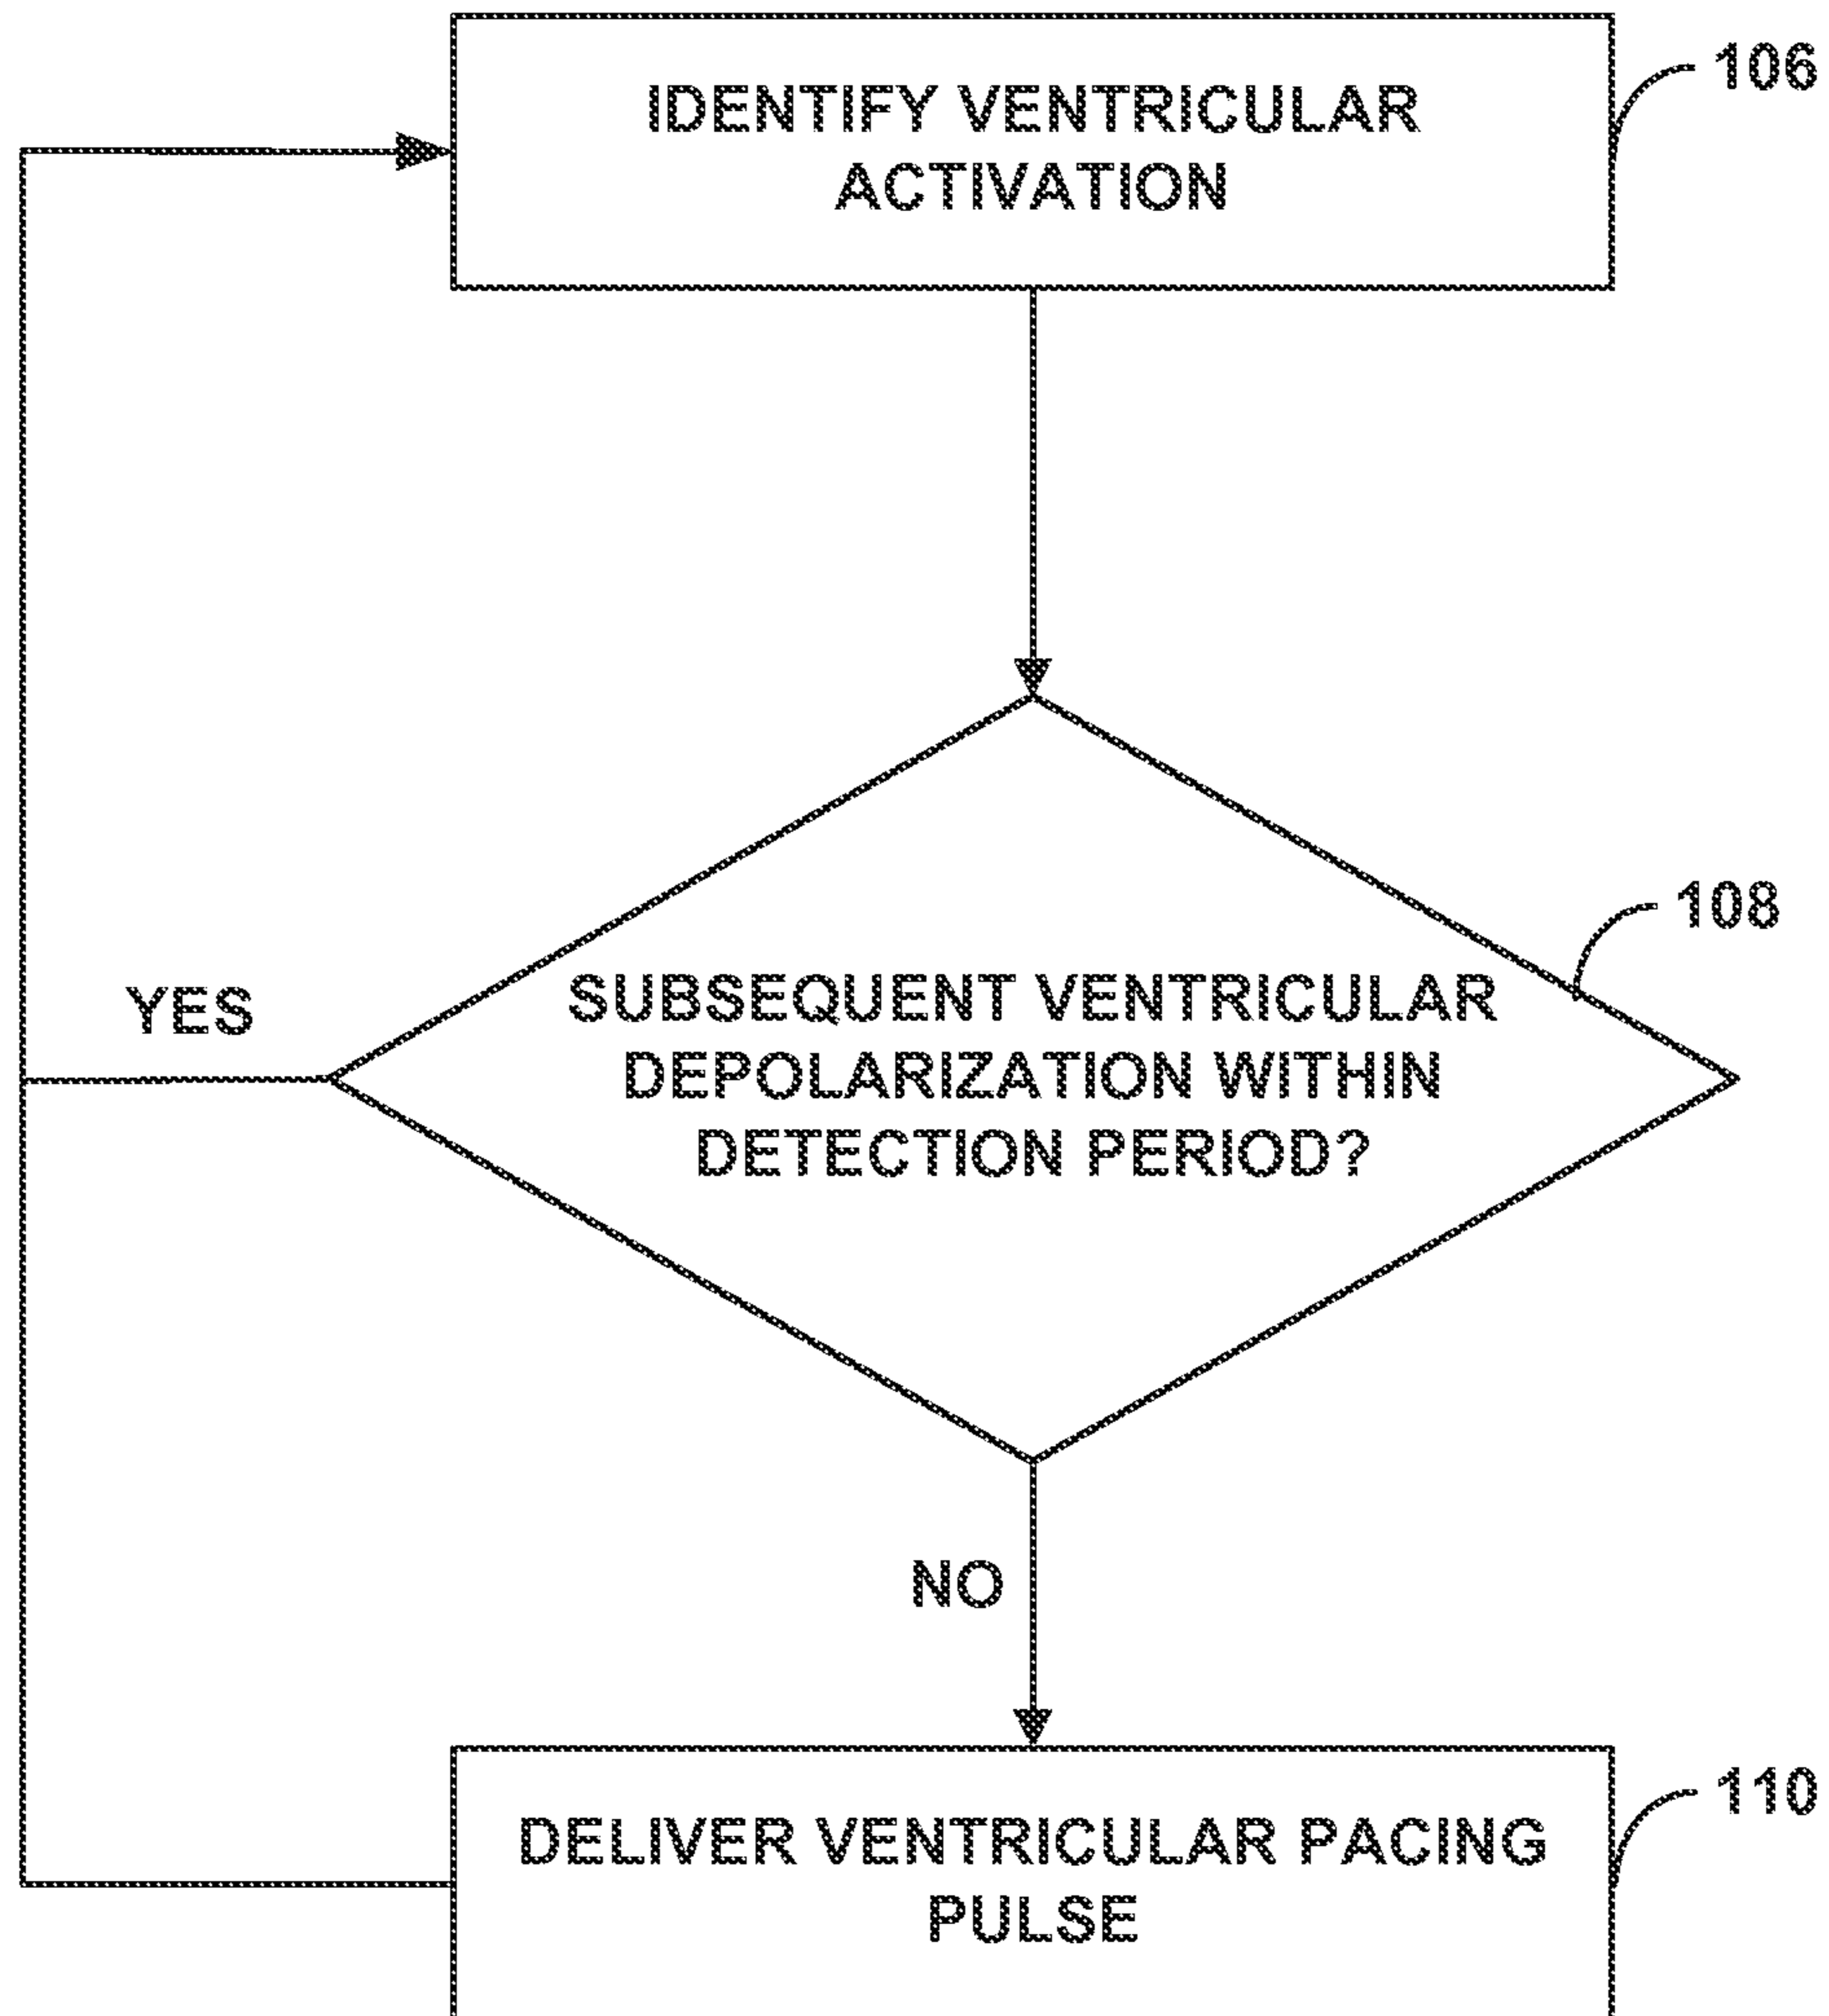 IDENTIFY VENTRICULAR
ACTIVATION
106
SUBSEQUENT VENTRICULAR
DEPOLARIZATION WITHIN
DETECTION PERIOD?
108
YES
NO
DELIVER VENTRICULAR PACING
PULSE
110